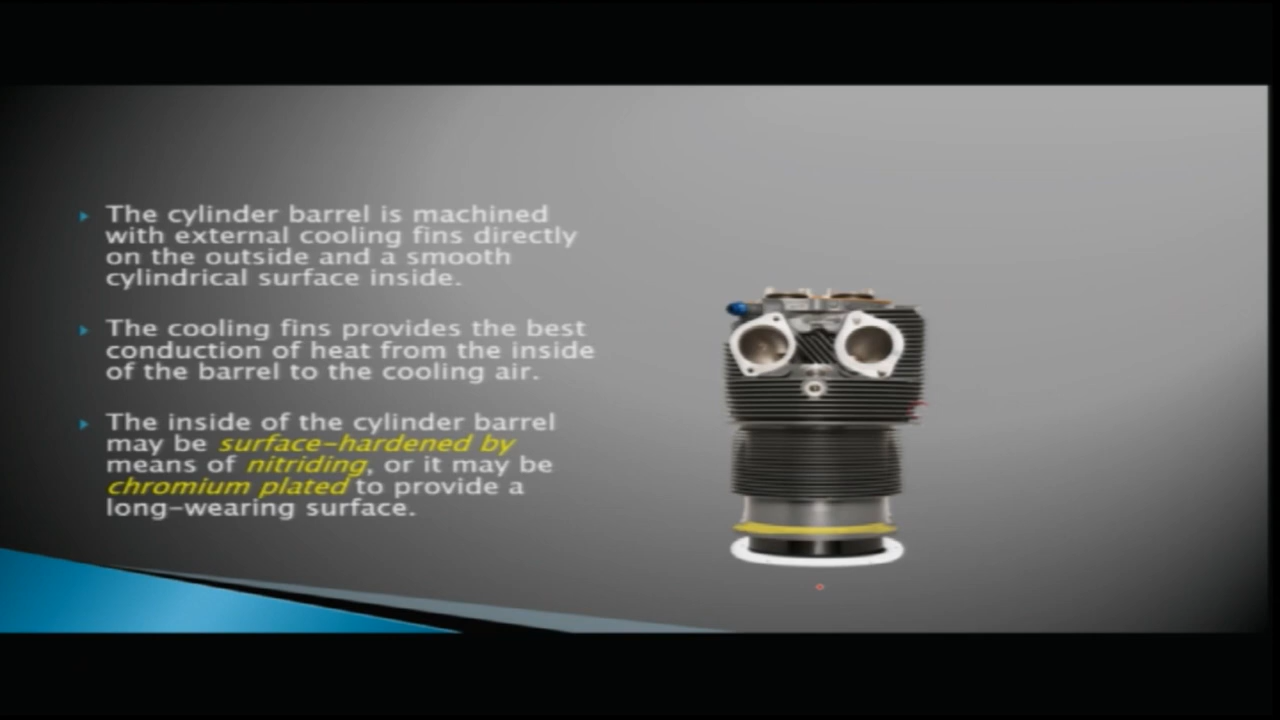 The cylinder barrel is machined
with external cooling fins directly
on the outside and a smooth
cylindrical surface inside.
The cooling fins provides the best
conduction of heat from the inside
of the barrel to the cooling air.
The inside of the cylinder barrel
may be surface-hardened by
means of nitriding, or it may be
chromium plated to provide a
long-wearing surface.